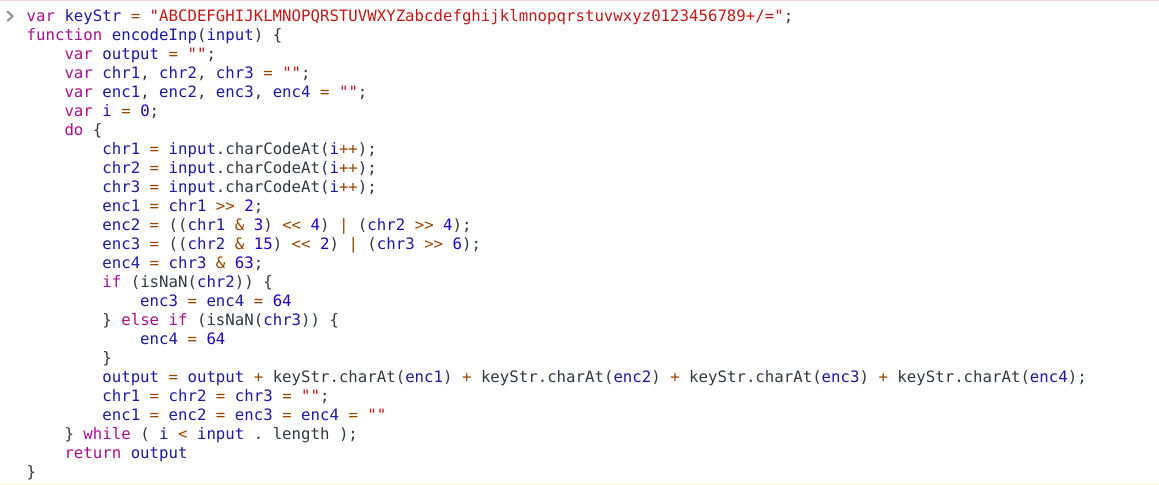 > var keyStr = "ABCDEFGHIJKLMNOPQRSTUVWXYZabcdefghijklmnopqrstuvwxyz0123456789+/=";
function encodeInp(input) {
    var output = "";
    var chr1, chr2, chr3 = "";
    var enc1, enc2, enc3, enc4 = "";
    var i = 0;
    do {
        chr1 = input.charCodeAt(i++);
        chr2 = input.charCodeAt(i++);
        chr3 = input.charCodeAt(i++);
        enc1 = chr1 >> 2;
        enc2 = ((chr1 & 3) << 4) | (chr2 >> 4);
        enc3 = ((chr2 & 15) << 2) | (chr3 >> 6);
        enc4 = chr3 & 63;
        if (isNaN(chr2)) {
            enc3 = enc4 = 64
        } else if (isNaN(chr3)) {
            enc4 = 64
        }
        output = output + keyStr.charAt(enc1) + keyStr.charAt(enc2) + keyStr.charAt(enc3) + keyStr.charAt(enc4);
        chr1 = chr2 = chr3 = "";
        enc1 = enc2 = enc3 = enc4 = ""
    } while ( i < input . length );
    return output
}